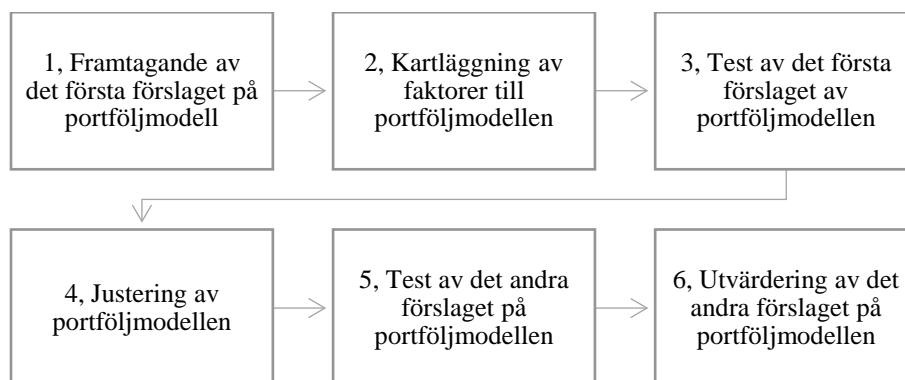 1, Framtagande av
det första förslaget på
portföljmodell
2, Kartläggning av
faktorer till
portföljmodellen
3, Test av det första
förslaget av
portföljmodellen
4, Justering av
portföljmodellen
5, Test av det andra
förslaget på
portföljmodellen
6, Utvärdering av det
andra förslaget på
portföljmodellen